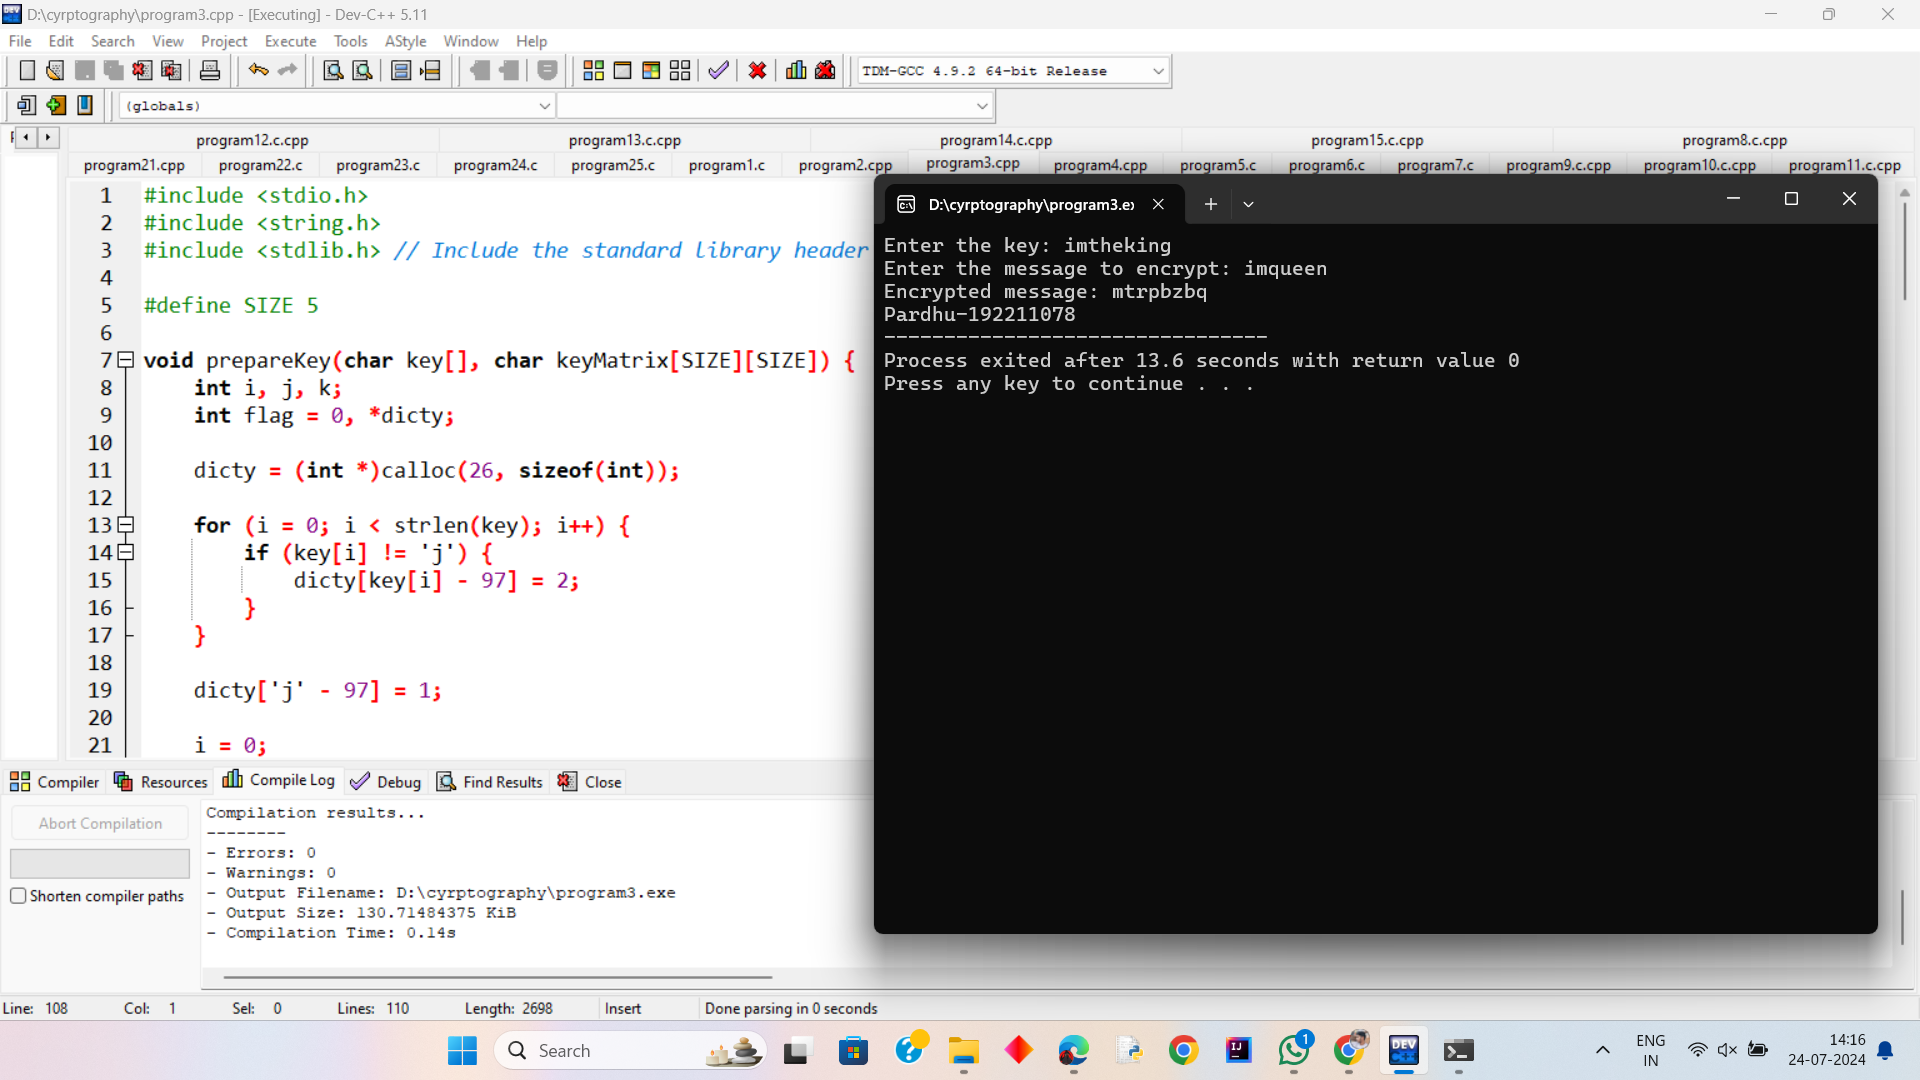 D:\cyrptography\program3.cpp - [Executing] - Dev-C++ 5.11
File Edit Search View Project Execute Tools AStyle Window Help
TDM-GCC 4.9.2 64-bit Release
(globals)
program12.c.cpp program13.c.cpp program14.c.cpp program15.c.cpp program8.c.cpp
program21.cpp program22.c program23.c program24.c program25.c program1.c program2.cpp program3.cpp program4.cpp program5.c program6.c program7.c program9.c.cpp program10.c.cpp program11.c.cpp
1 #include <stdio.h>
2 #include <string.h>
3 #include <stdlib.h> // Include the standard library header
4
5 #define SIZE 5
6
7 void prepareKey(char key[], char keyMatrix[SIZE][SIZE]) {
8 int i, j, k;
9 int flag = 0, *dicty;
10
11 dicty = (int *)calloc(26, sizeof(int));
12
13 for (i = 0; i < strlen(key); i++) {
14 if (key[i] != 'j') {
15 dicty[key[i] - 97] = 2;
16 }
17 }
18
19 dicty['j' - 97] = 1;
20
21 i = 0;
D:\cyrptography\program3.e
Enter the key: imtheking
Enter the message to encrypt: imqueen
Encrypted message: mtrpbzbq
Pardhu-192211078
--------------------------------
Process exited after 13.6 seconds with return value 0
Press any key to continue . . .
Compiler Resources Compile Log Debug Find Results Close
Abort Compilation
Shorten compiler paths
Compilation results...
--------
- Errors: 0
- Warnings: 0
- Output Filename: D:\cyrptography\program3.exe
- Output Size: 130.71484375 KiB
- Compilation Time: 0.14s
Line: 108 Col: 1 Sel: 0 Lines: 110 Length: 2698 Insert Done parsing in 0 seconds
Search
1
IJ
DEV
C++
ENG
IN
14:16
24-07-2024